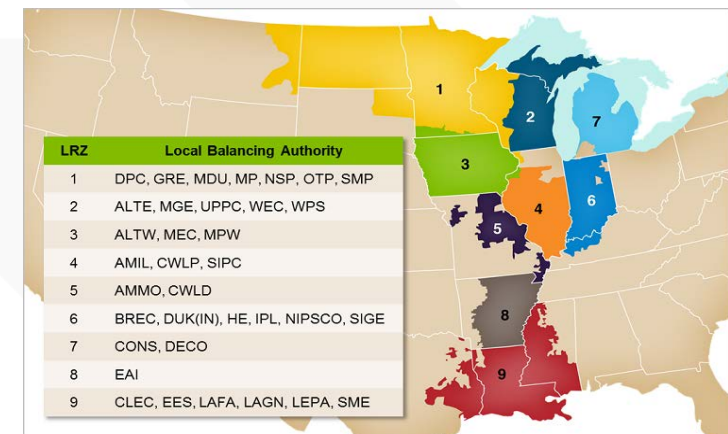 LRZ Local Balancing Authority
1 DPC, GRE, MDU, MP, NSP, OTP, SMP
2 ALTE, MGE, UPPC, WEC, WPS
3 ALTW, MEC, MPW
4 AMIL, CWLP, SIPC
5 AMMO, CWLD
6 BREC, DUK(IN), HE, IPL, NIPSCO, SIGE
7 CONS, DECO
8 EAI
9 CLEC, EES, LAFA, LAGN, LEPA, SME
1
2
7
3
6
4
5
8
9